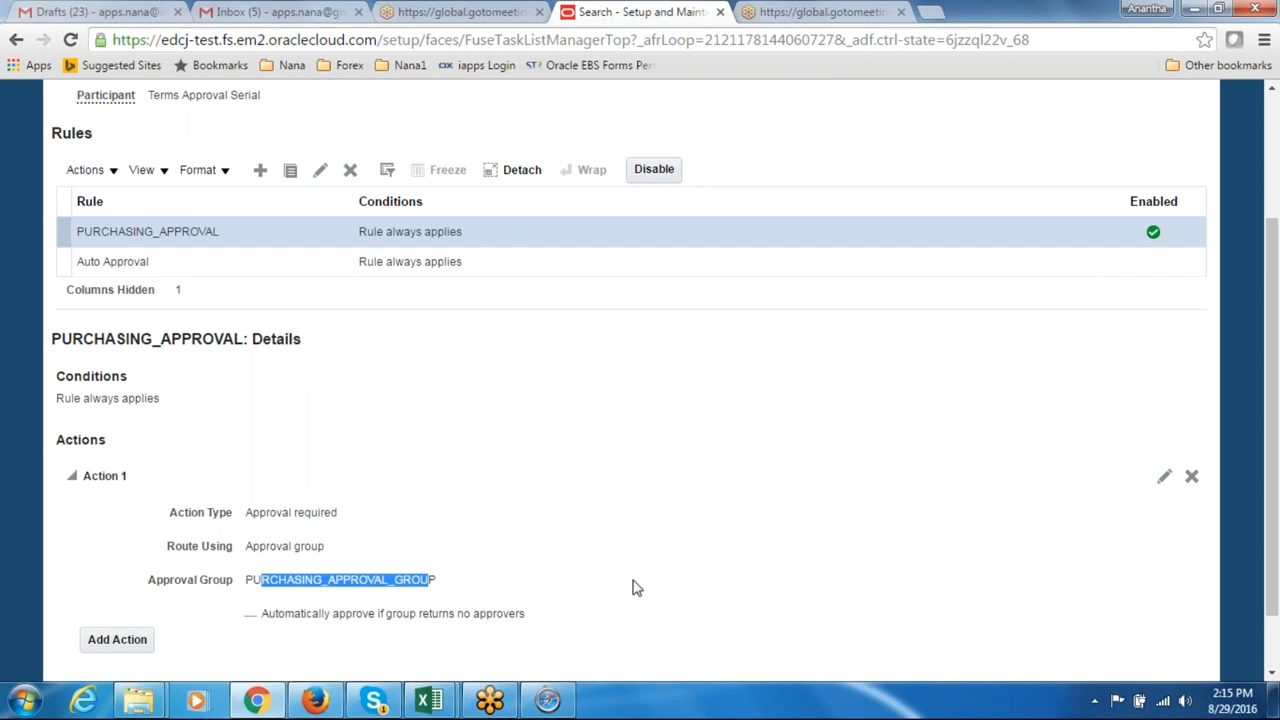 Drafts (23) - apps.nana@
Inbox (5) - apps.nana@g
https://global.gotomeetin
Search - Setup and Maint
https://global.gotomeetin
Anantha
https://edcj-test.fs.em2.oraclecloud.com/setup/faces/FuseTaskListManagerTop?_afrLoop=2121178144060727&_adf.ctrl-state=6jzzql22v_68
Apps
Suggested Sites
Bookmarks
Nana
Forex
Nana1
iapps Login
Oracle EBS Forms Per
Other bookmarks
Participant Terms Approval Serial
Rules
Actions View Format Freeze Detach Wrap Disable
Rule Conditions Enabled
PURCHASING_APPROVAL Rule always applies
Auto Approval Rule always applies
Columns Hidden 1
PURCHASING_APPROVAL: Details
Conditions
Rule always applies
Actions
Action 1
Action Type Approval required
Route Using Approval group
Approval Group PURCHASING_APPROVAL_GROUP
Automatically approve if group returns no approvers
Add Action
2:15 PM
8/29/2016